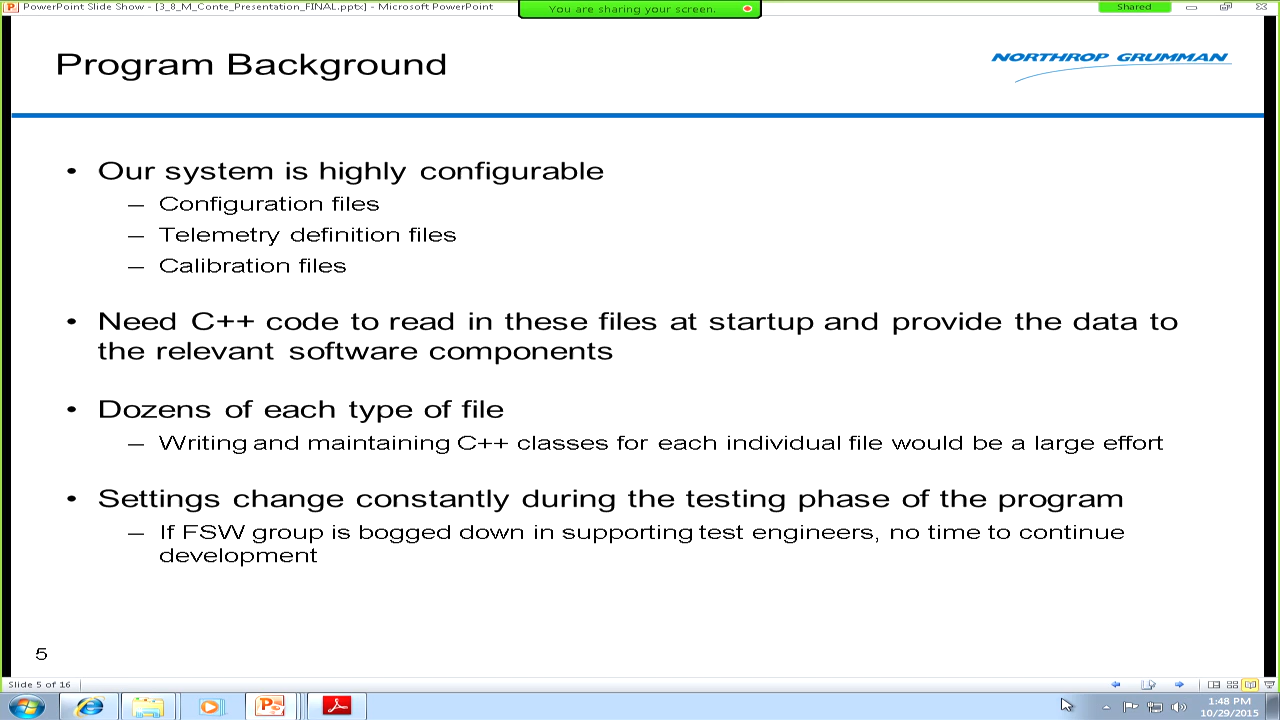 PowerPoint Slide Show - [3_8_M_Conte_Presentation_FINAL.pptx] - Microsoft PowerPoint
You are sharing your screen.
Shared
Program Background
NORTHROP GRUMMAN
• Our system is highly configurable
– Configuration files
– Telemetry definition files
– Calibration files
• Need C++ code to read in these files at startup and provide the data to
the relevant software components
• Dozens of each type of file
– Writing and maintaining C++ classes for each individual file would be a large effort
• Settings change constantly during the testing phase of the program
– If FSW group is bogged down in supporting test engineers, no time to continue
development
5
Slide 5 of 16
1:48 PM
10/29/2015